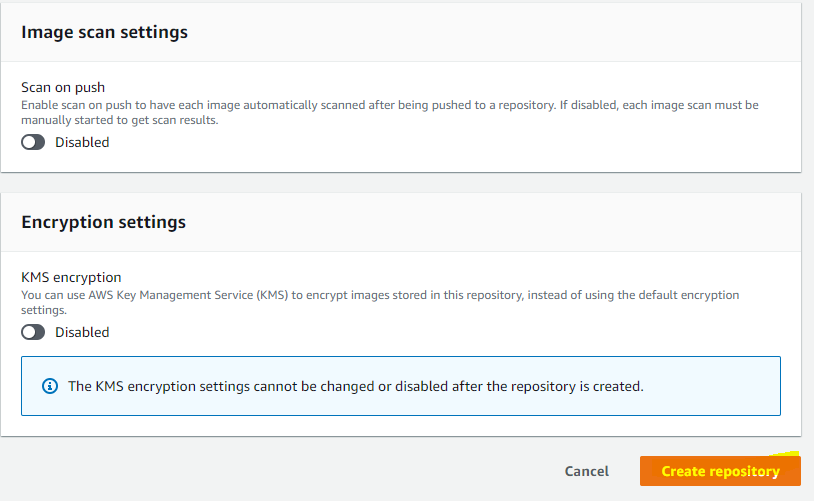 Image scan settings
Scan on push
Enable scan on push to have each image automatically scanned after being pushed to a repository. If disabled, each image scan must be
manually started to get scan results.
Disabled
Encryption settings
KMS encryption
You can use AWS Key Management Service (KMS) to encrypt images stored in this repository, instead of using the default encryption
settings.
Disabled
The KMS encryption settings cannot be changed or disabled after the repository is created.
Cancel
Create repository